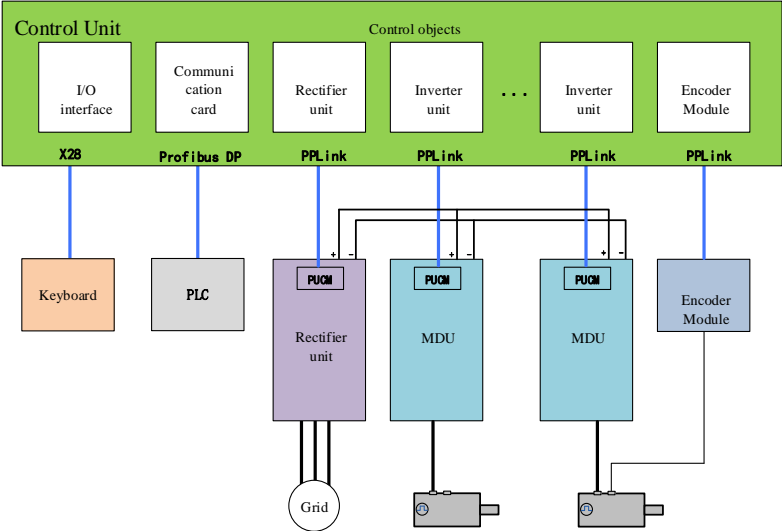 Control Unit
Control objects
I/O
interface
Communi
cation
card
Rectifier
unit
Inverter
unit
...
Inverter
unit
Encoder
Module
X28
Profibus DP
PPLink
PPLink
PPLink
PPLink
+
-
+
-
+
-
Keyboard
PLC
PUCM
Rectifier
unit
PUCM
MDU
PUCM
MDU
Encoder
Module
Grid